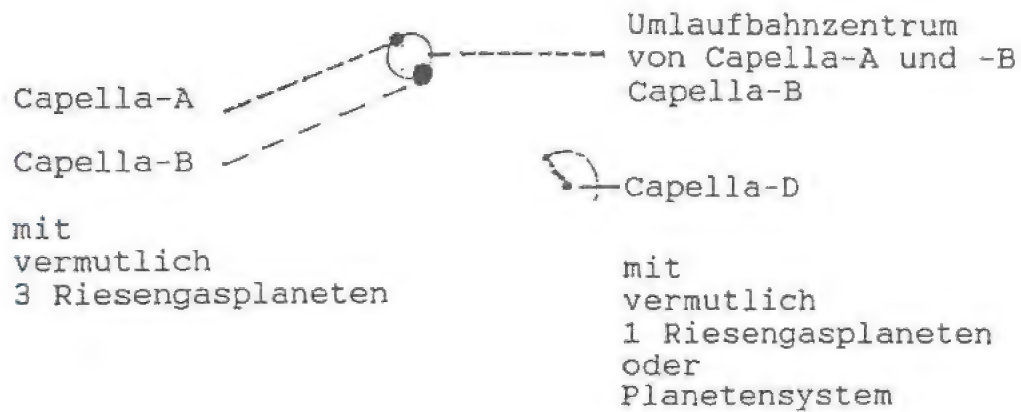 Umlaufbahnzentrum
von Capella-A und -B
Capella-B
Capella-A
Capella-B
mit
vermutlich
3 Riesengasplaneten
Capella-D
mit
vermutlich
1 Riesengasplaneten
oder
Planetensystem